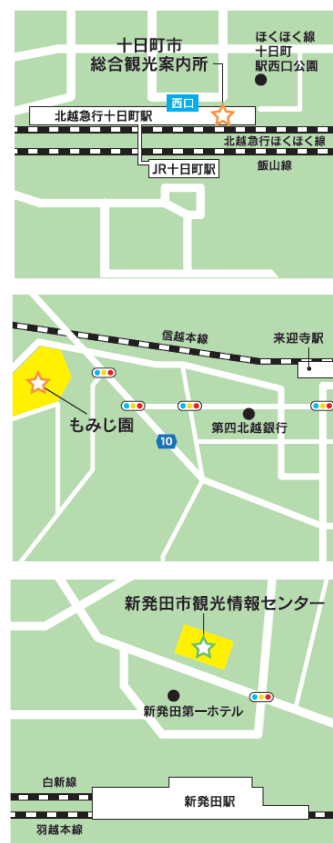 十日町市
総合観光案内所
ほくほく線
十日町
駅西口公園
西口
北越急行十日町駅
北越急行ほくほく線
JR十日町駅
飯山線
信越本線
来迎寺駅
もみじ園
第四北越銀行
10
新発田市観光情報センター
新発田第一ホテル
白新線
新発田駅
羽越本線